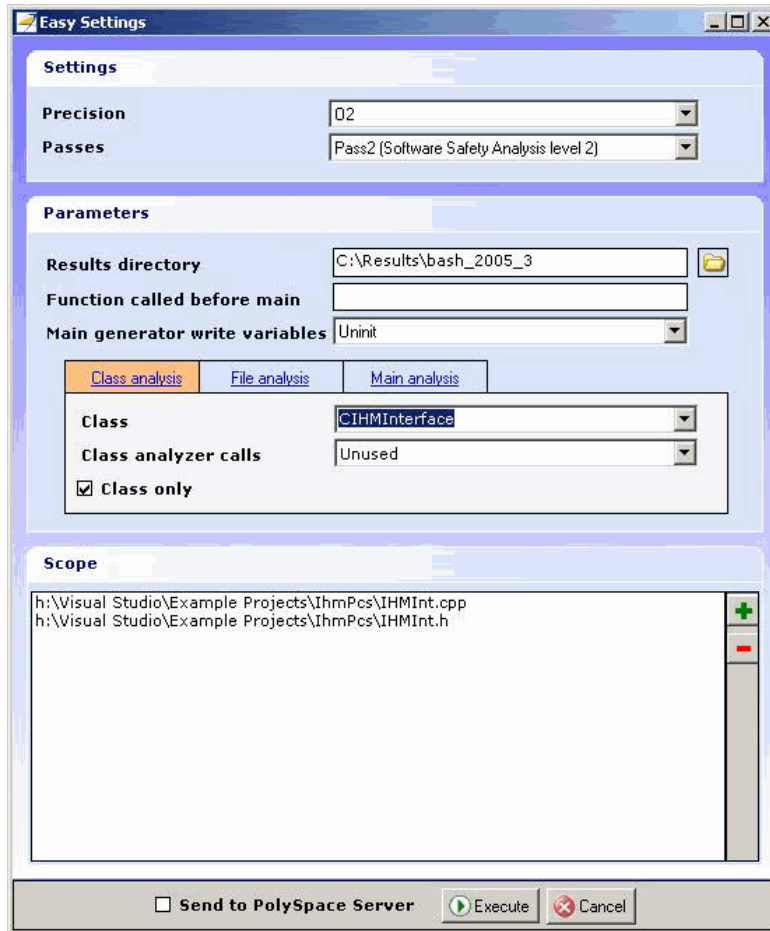 Easy Settings
Settings
Precision O2
Passes Pass2 (Software Safety Analysis level 2)
Parameters
Results directory C:\Results\bash_2005_3
Function called before main
Main generator write variables Uninit
Class analysis File analysis Main analysis
Class CIHMInterface
Class analyzer calls Unused
Class only
Scope
h:\Visual Studio\Example Projects\IhmPcs\IHMInt.cpp
h:\Visual Studio\Example Projects\IhmPcs\IHMInt.h
Send to PolySpace Server Execute Cancel